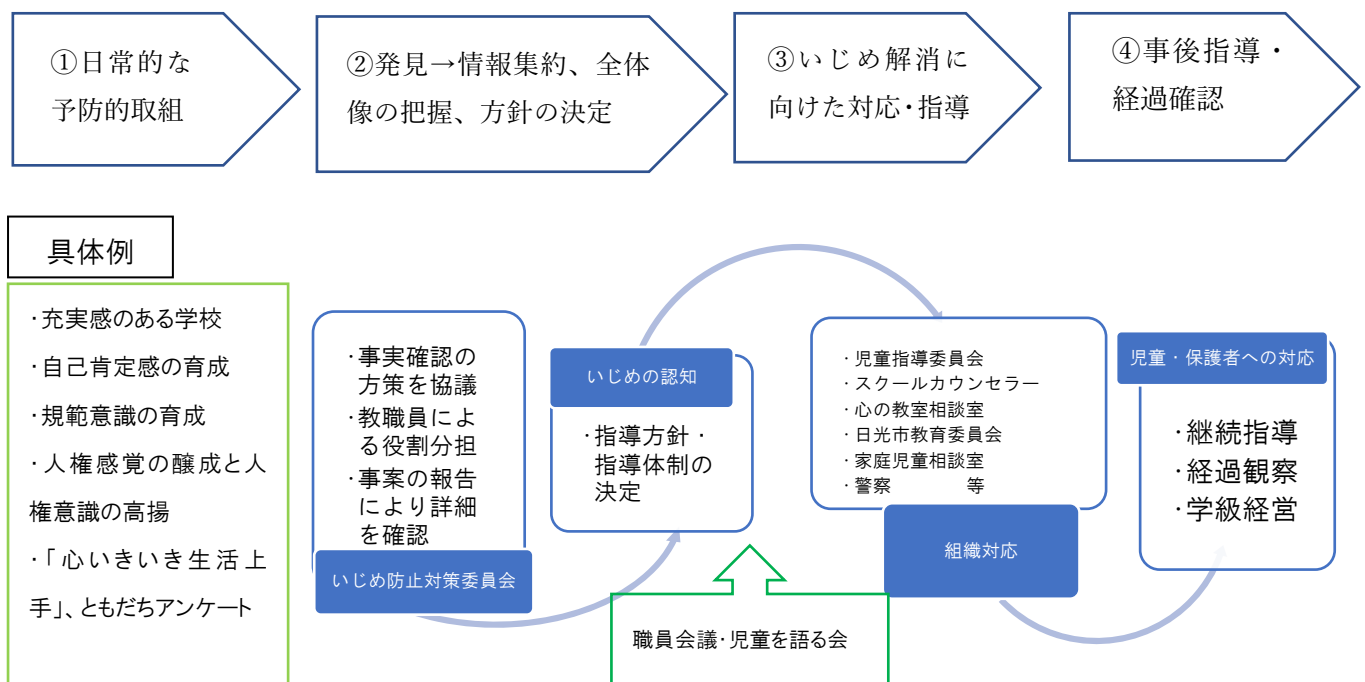 ①日常的な
予防的取組
②発見→情報集約、全体
像の把握、方針の決定
③いじめ解消に
向けた対応・指導
④事後指導・
経過確認
具体例
・充実感のある学校
・自己肯定感の育成
・規範意識の育成
・人権感覚の醸成と人
権意識の高揚
・「心いきいき生活上
手」、ともだちアンケート
・事実確認の
方策を協議
・教職員によ
る役割分担
・事案の報告
により詳細
を確認
いじめ防止対策委員会
いじめの認知
・指導方針・
指導体制の
決定
職員会議・児童を語る会
・児童指導委員会
・スクールカウンセラー
・心の教室相談室
・日光市教育委員会
・家庭児童相談室
・警察　　　　等
組織対応
児童・保護者への対応
・継続指導
・経過観察
・学級経営